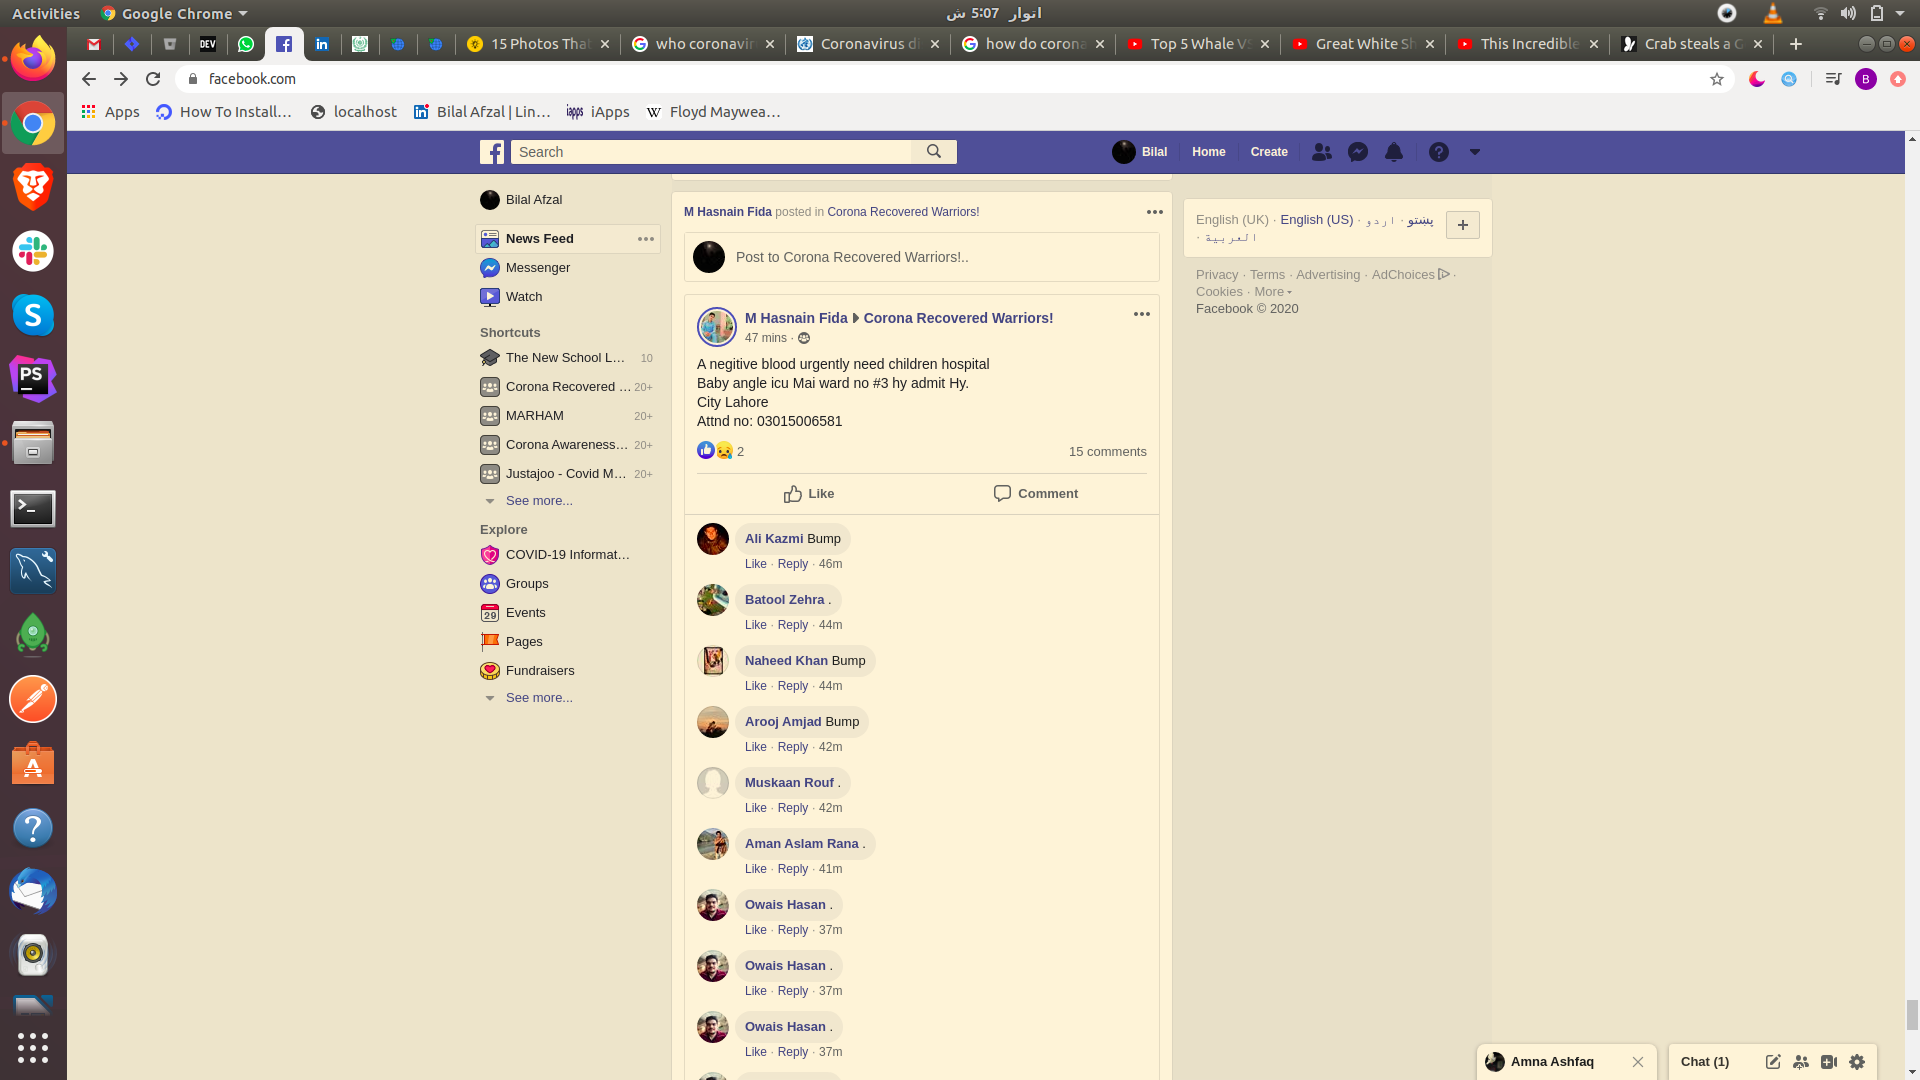 Activities
Google Chrome
اتوار 5:07 ش
15 Photos Tha
who coronavir
Coronavirus di
how do corona
Top 5 Whale VS
Great White Sh
This Incredible
Crab steals a C
facebook.com
Apps
How To Install…
localhost
Bilal Afzal | Lin…
iApps
Floyd Maywea…
Search
Bilal
Home
Create
Bilal Afzal
News Feed
Messenger
Watch
Shortcuts
The New School L... 10
Corona Recovered ... 20+
MARHAM 20+
Corona Awareness... 20+
Justajoo - Covid M... 20+
See more...
Explore
COVID-19 Informat...
Groups
Events
Pages
Fundraisers
See more...
M Hasnain Fida posted in Corona Recovered Warriors!
Post to Corona Recovered Warriors!..
M Hasnain Fida Corona Recovered Warriors!
47 mins ·
A negitive blood urgently need children hospital
Baby angle icu Mai ward no #3 hy admit Hy.
City Lahore
Attnd no: 03015006581
2
15 comments
Like
Comment
Ali Kazmi Bump
Like · Reply · 46m
Batool Zehra .
Like · Reply · 44m
Naheed Khan Bump
Like · Reply · 44m
Arooj Amjad Bump
Like · Reply · 42m
Muskaan Rouf .
Like · Reply · 42m
Aman Aslam Rana .
Like · Reply · 41m
Owais Hasan .
Like · Reply · 37m
Owais Hasan .
Like · Reply · 37m
Owais Hasan .
Like · Reply · 37m
English (UK) · English (US) · اردو · پښتو
· العربية
Privacy · Terms · Advertising · AdChoices ·
Cookies · More
Facebook © 2020
Amna Ashfaq
Chat (1)